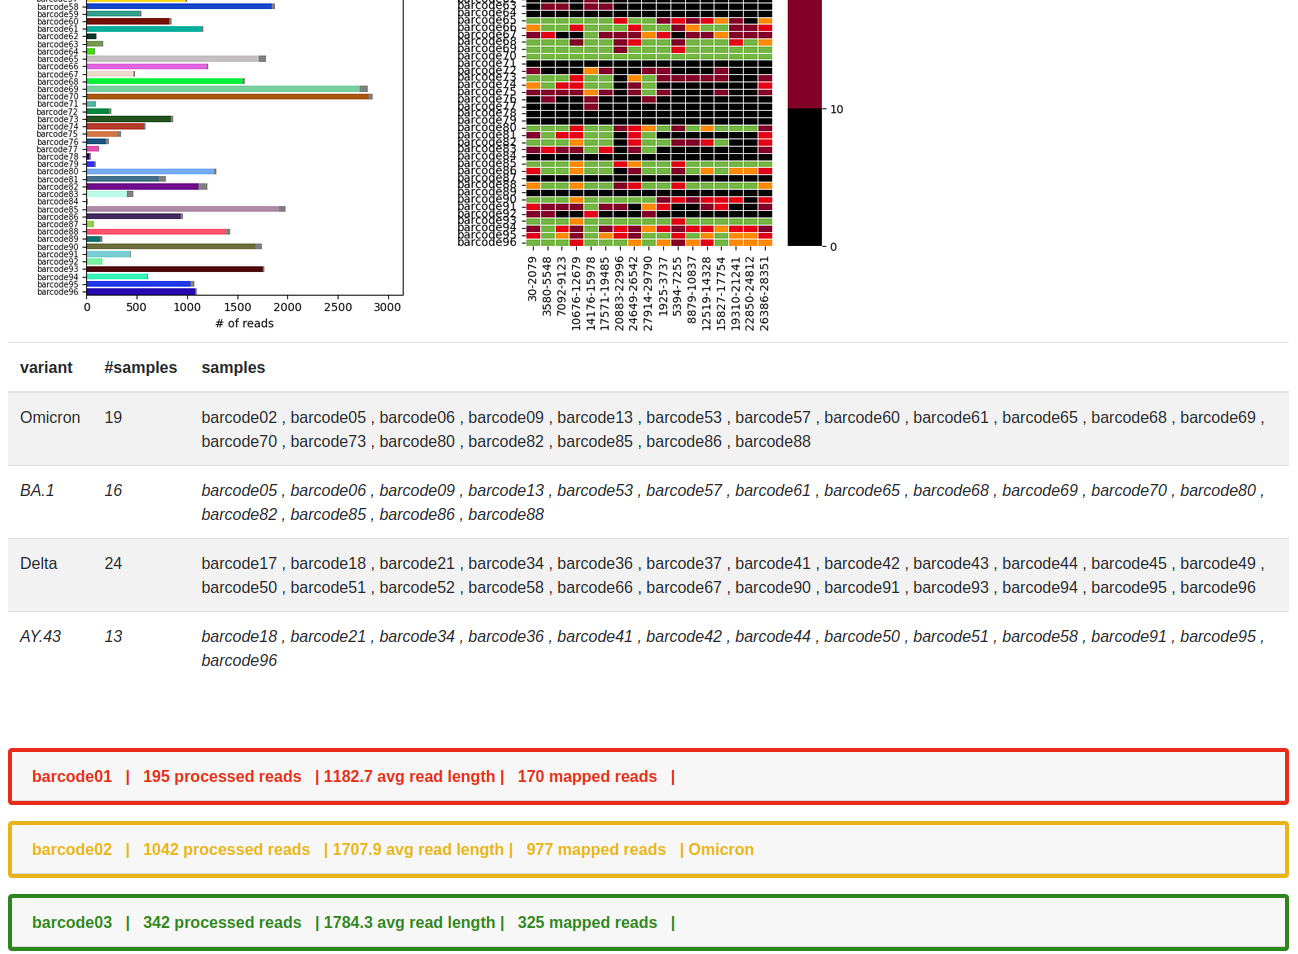 barcode58
barcode59
barcode60
barcode61
barcode62
barcode63
barcode64
barcode65
barcode66
barcode67
barcode68
barcode69
barcode70
barcode71
barcode72
barcode73
barcode74
barcode75
barcode76
barcode77
barcode78
barcode79
barcode80
barcode81
barcode82
barcode83
barcode84
barcode85
barcode86
barcode87
barcode88
barcode89
barcode90
barcode91
barcode92
barcode93
barcode94
barcode95
barcode96
0 500 1000 1500 2000 2500 3000
# of reads
barcode63
barcode64
barcode65
barcode66
barcode67
barcode68
barcode69
barcode70
barcode71
barcode72
barcode73
barcode74
barcode75
barcode76
barcode77
barcode78
barcode79
barcode80
barcode81
barcode82
barcode83
barcode84
barcode85
barcode86
barcode87
barcode88
barcode89
barcode90
barcode91
barcode92
barcode93
barcode94
barcode95
barcode96
30-2079
3580-5548
7092-9123
10676-12679
14176-15978
17571-19485
20883-22996
24649-26542
27914-29790
1925-3737
5394-7255
8879-10837
12519-14328
15827-17754
19310-21241
22850-24812
26386-28351
10
0
variant #samples samples
Omicron 19 barcode02 , barcode05 , barcode06 , barcode09 , barcode13 , barcode53 , barcode57 , barcode60 , barcode61 , barcode65 , barcode68 , barcode69 ,
barcode70 , barcode73 , barcode80 , barcode82 , barcode85 , barcode86 , barcode88
BA.1 16 barcode05 , barcode06 , barcode09 , barcode13 , barcode53 , barcode57 , barcode61 , barcode65 , barcode68 , barcode69 , barcode70 , barcode80 ,
barcode82 , barcode85 , barcode86 , barcode88
Delta 24 barcode17 , barcode18 , barcode21 , barcode34 , barcode36 , barcode37 , barcode41 , barcode42 , barcode43 , barcode44 , barcode45 , barcode49 ,
barcode50 , barcode51 , barcode52 , barcode58 , barcode66 , barcode67 , barcode90 , barcode91 , barcode93 , barcode94 , barcode95 , barcode96
AY.43 13 barcode18 , barcode21 , barcode34 , barcode36 , barcode41 , barcode42 , barcode44 , barcode50 , barcode51 , barcode58 , barcode91 , barcode95 ,
barcode96
barcode01 | 195 processed reads | 1182.7 avg read length | 170 mapped reads |
barcode02 | 1042 processed reads | 1707.9 avg read length | 977 mapped reads | Omicron
barcode03 | 342 processed reads | 1784.3 avg read length | 325 mapped reads |